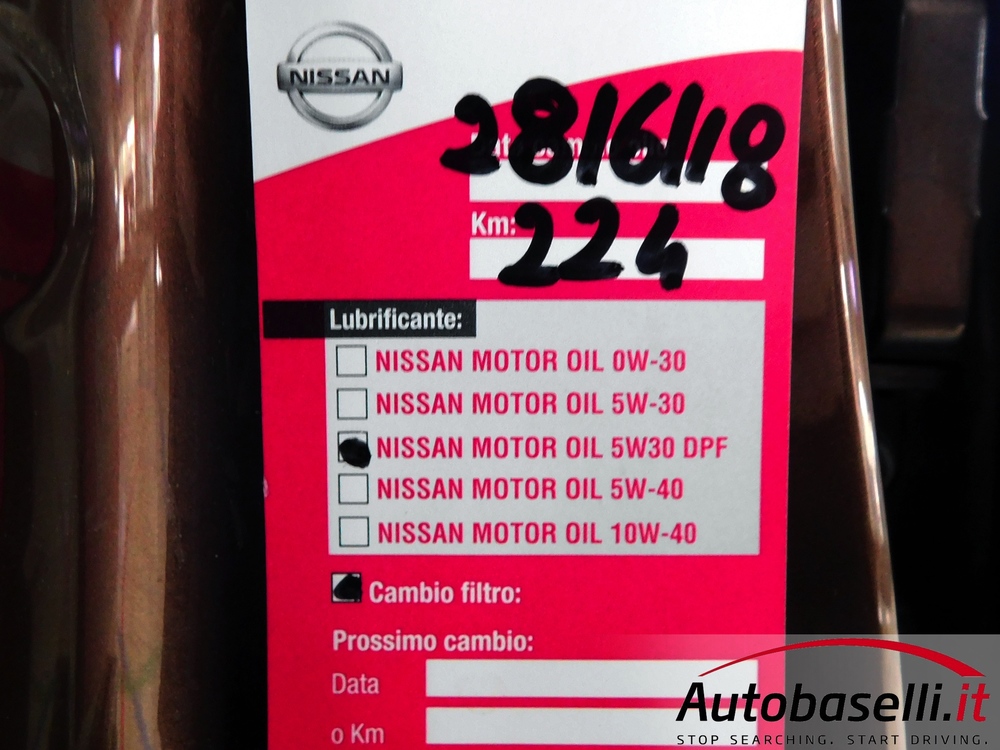 NISSAN
28/6/18
Km:
224
Lubrificante:
NISSAN MOTOR OIL 0W-30
NISSAN MOTOR OIL 5W-30
NISSAN MOTOR OIL 5W30 DPF
NISSAN MOTOR OIL 5W-40
NISSAN MOTOR OIL 10W-40
Cambio filtro:
Prossimo cambio:
Data
o Km
Autobaselli.it
STOP SEARCHING. START DRIVING.